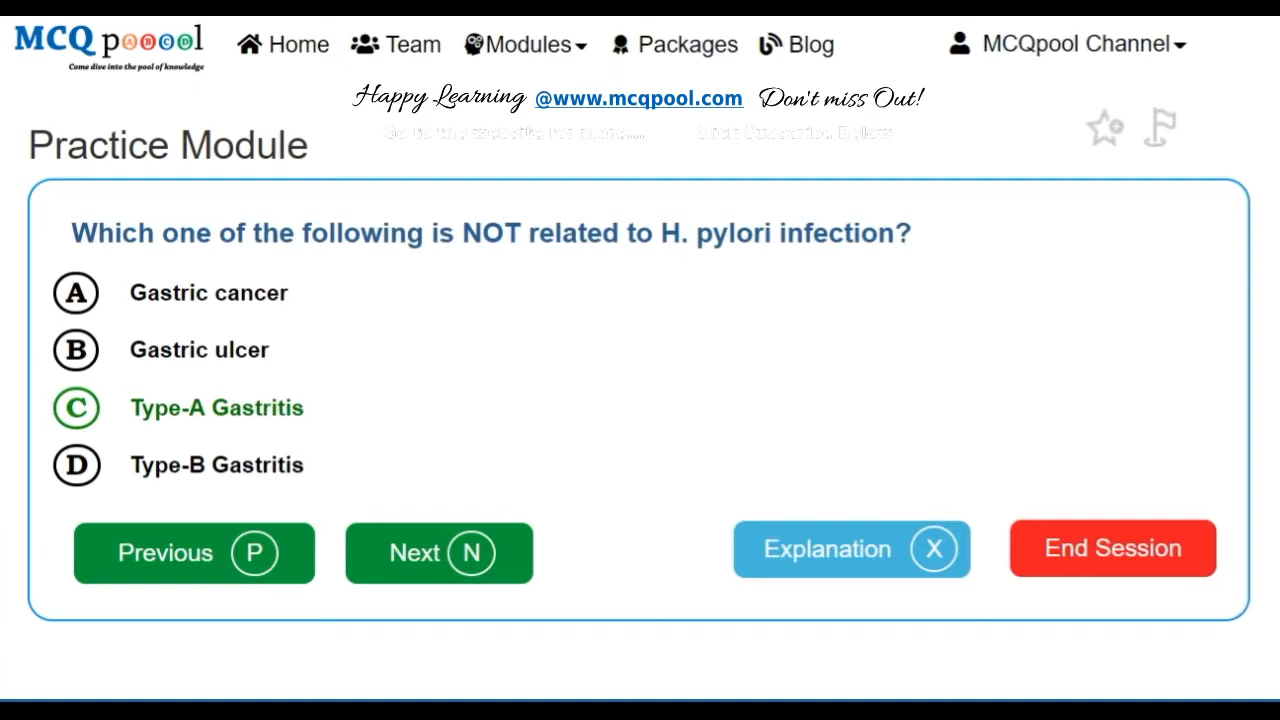 MCQ pABCDl
Come dive into the pool of knowledge
Home Team Modules Packages Blog MCQpool Channel
Happy Learning @www.mcqpool.com Don't miss Out!
Practice Module
Which one of the following is NOT related to H. pylori infection?
A Gastric cancer
B Gastric ulcer
C Type-A Gastritis
D Type-B Gastritis
Previous P Next N Explanation X End Session